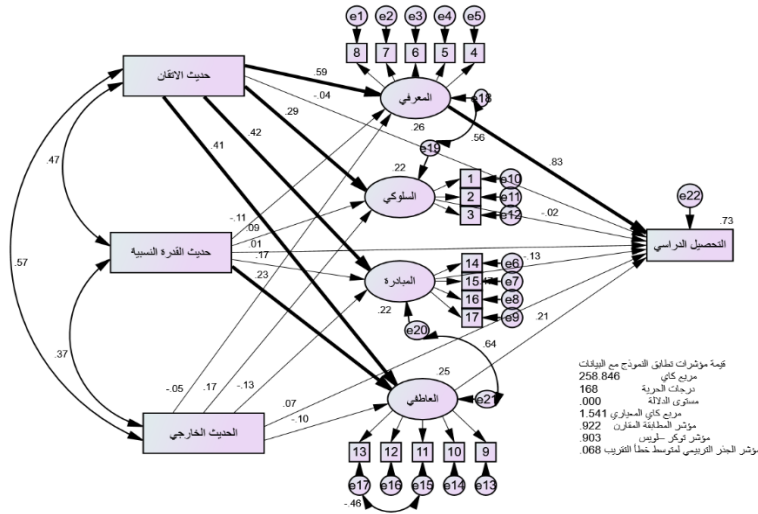 e1 e2 e3 e4 e5
8 7 6 5 4
حديث الاتقان
.59
المعرفي
e18
-.04
.26
.56
.29
.42
.41
e19
.83
.47
.22
السلوكي
1 e10
2 e11
3 e12
-.02
e22
.73
التحصيل الدراسي
-.11
.09
.01
.17
.23
حديث القدرة النسبية
-.13
14 e6
15 e7
16 e8
17 e9
المبادرة
.22
e20
.57
.21
.64
.37
.25
العاطفي
e21
-.05
.17
-.13
.07
-.10
الحديث الخارجي
13 12 11 10 9
e17 e16 e15 e14 e13
-.46
قيمة مؤشرات تطابق النموذج مع البيانات
مربع كاي 258.846
درجات الحرية 168
مستوى الدلالة .000
مربع كاي المعياري 1.541
مؤشر المطابقة المقارن .922
مؤشر توكر –لويس .903
مؤشر الجذر التربيعي لمتوسط خطأ التقريب .068